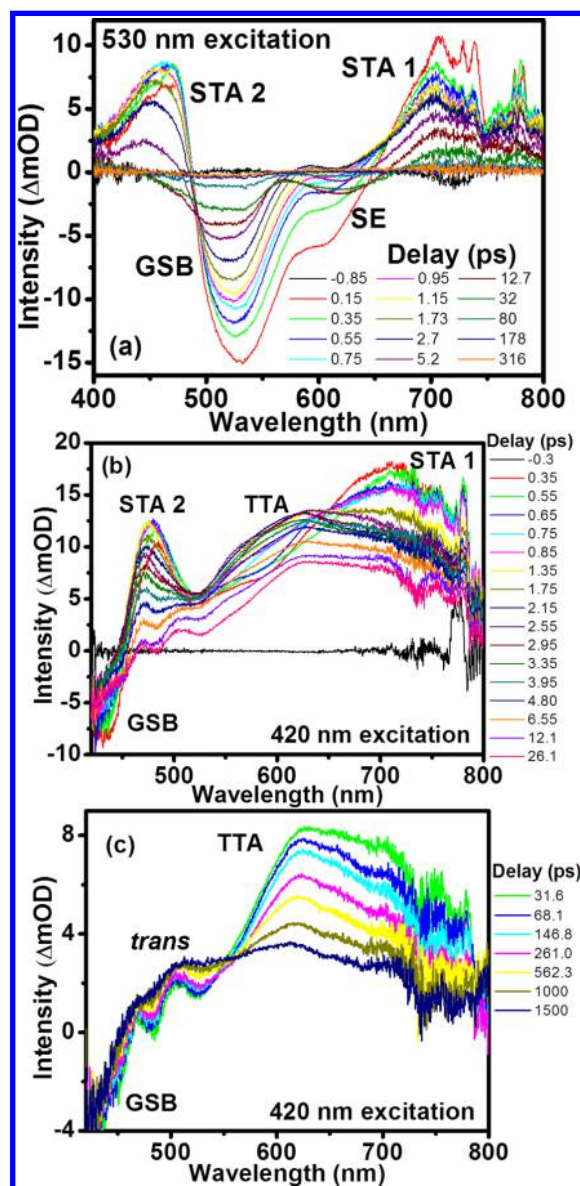 530 nm excitation
STA 1
STA 2
SE
GSB
Delay (ps)
-0.85 0.95 12.7
0.15 1.15 32
0.35 1.73 80
0.55 2.7 178
0.75 5.2 316
(a)
10
5
0
-5
-10
-15
Intensity (ΔmOD)
400 450 500 550 600 650 700 750 800
Wavelength (nm)
(b)
STA 1
STA 2
TTA
GSB
420 nm excitation
20
15
10
5
0
-5
-10
Intensity (ΔmOD)
500 600 700 800
Wavelength (nm)
Delay (ps)
-0.3
0.35
0.55
0.65
0.75
0.85
1.35
1.75
2.15
2.55
2.95
3.35
3.95
4.80
6.55
12.1
26.1
(c)
TTA
trans
GSB
420 nm excitation
8
4
0
-4
Intensity (ΔmOD)
500 600 700 800
Wavelength (nm)
Delay (ps)
31.6
68.1
146.8
261.0
562.3
1000
1500